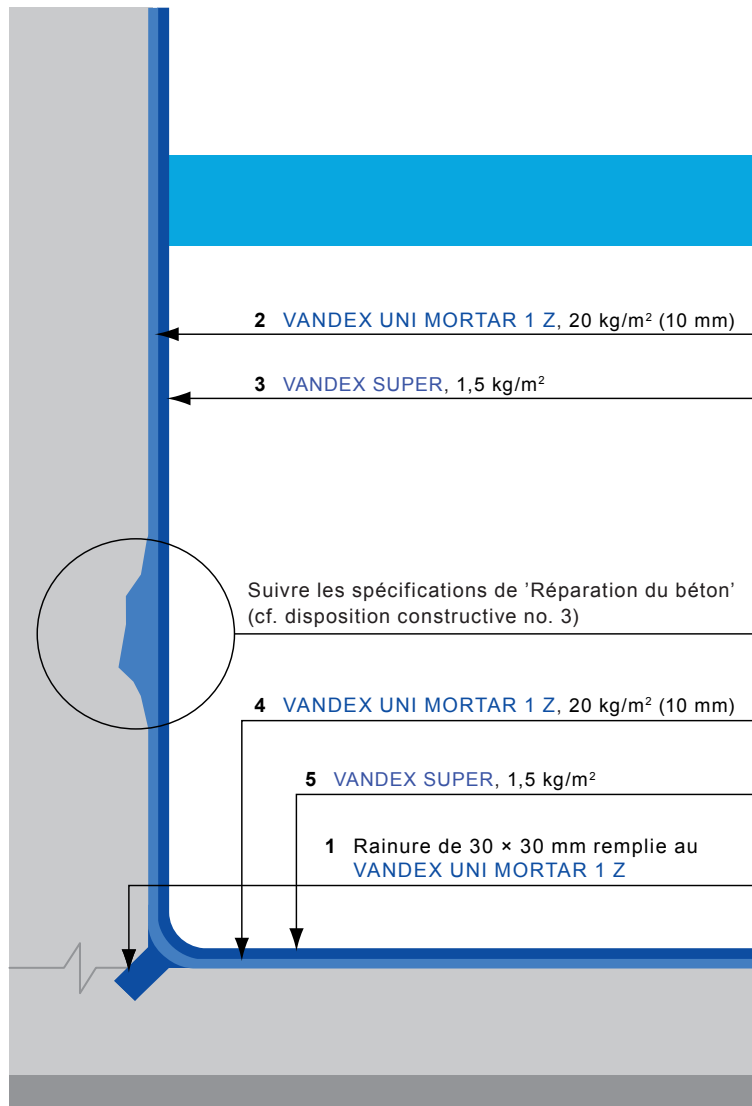 2 VANDEX UNI MORTAR 1 Z, 20 kg/m² (10 mm)
3 VANDEX SUPER, 1,5 kg/m²
Suivre les spécifications de ’Réparation du béton’
(cf. disposition constructive no. 3)
4 VANDEX UNI MORTAR 1 Z, 20 kg/m² (10 mm)
5 VANDEX SUPER, 1,5 kg/m²
1 Rainure de 30 × 30 mm remplie au
VANDEX UNI MORTAR 1 Z